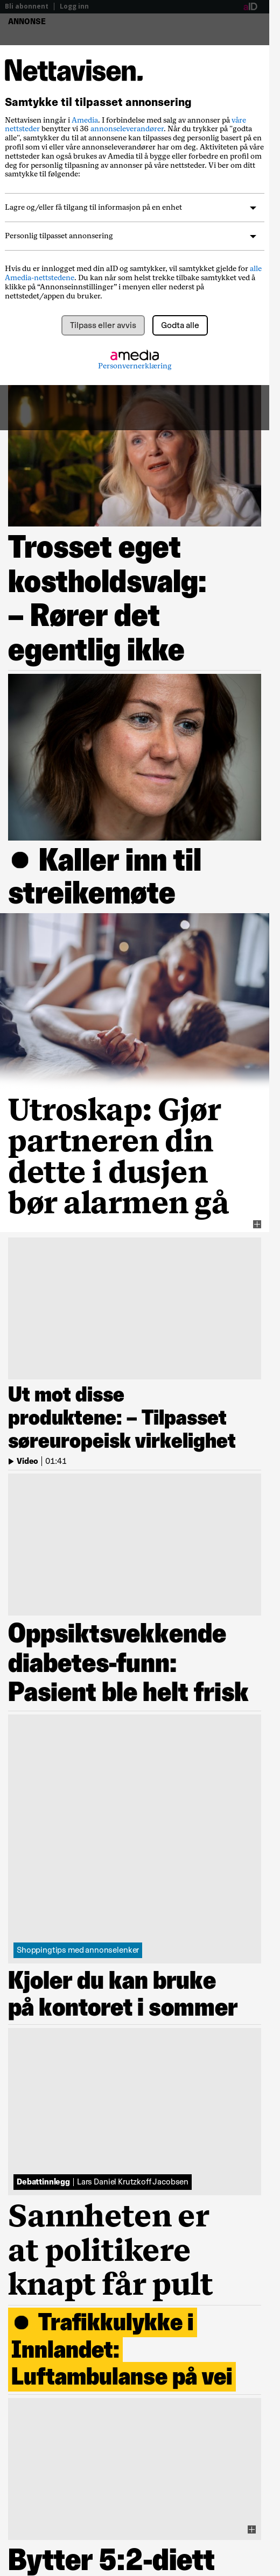 Bli abonnent | Logg inn
aID
ANNONSE
Nettavisen.
Samtykke til tilpasset annonsering
Nettavisen inngår i Amedia. I forbindelse med salg av annonser på våre
nettsteder benytter vi 36 annonseleverandører. Når du trykker på "godta
alle", samtykker du til at annonsene kan tilpasses deg personlig basert på en
profil som vi eller våre annonseleverandører har om deg. Aktiviteten på våre
nettsteder kan også brukes av Amedia til å bygge eller forbedre en profil om
deg for personlig tilpasning av annonser på våre nettsteder. Vi ber om ditt
samtykke til følgende:
Lagre og/eller få tilgang til informasjon på en enhet
Personlig tilpasset annonsering
Hvis du er innlogget med din aID og samtykker, vil samtykket gjelde for alle
Amedia-nettstedene. Du kan når som helst trekke tilbake samtykket ved å
klikke på “Annonseinnstillinger” i menyen eller nederst på
nettstedet/appen du bruker.
Tilpass eller avvis
Godta alle
amedia
Personvernerklæring
Trosset eget
kostholdsvalg:
– Rører det
egentlig ikke
● Kaller inn til
streikemøte
Utroskap: Gjør
partneren din
dette i dusjen
bør alarmen gå
Ut mot disse
produktene: – Tilpasset
søreuropeisk virkelighet
Video | 01:41
Oppsiktsvekkende
diabetes-funn:
Pasient ble helt frisk
Shoppingtips med annonselenker
Kjoler du kan bruke
på kontoret i sommer
Debattinnlegg | Lars Daniel Krutzkoff Jacobsen
Sannheten er
at politikere
knapt får pult
● Trafikkulykke i
Innlandet:
Luftambulanse på vei
Bytter 5:2-diett